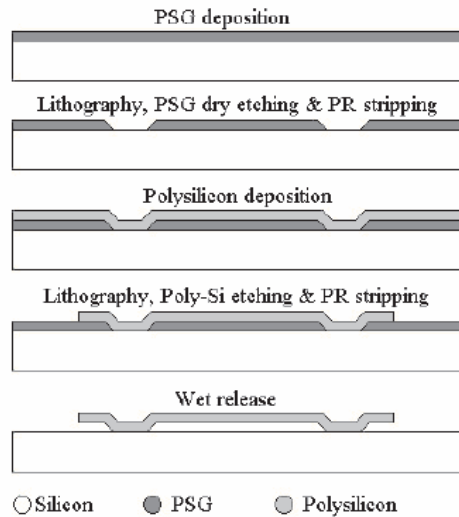 PSG deposition
Lithography, PSG dry etching & PR stripping
Polysilicon deposition
Lithography, Poly-Si etching & PR stripping
Wet release
Silicon PSG Polysilicon